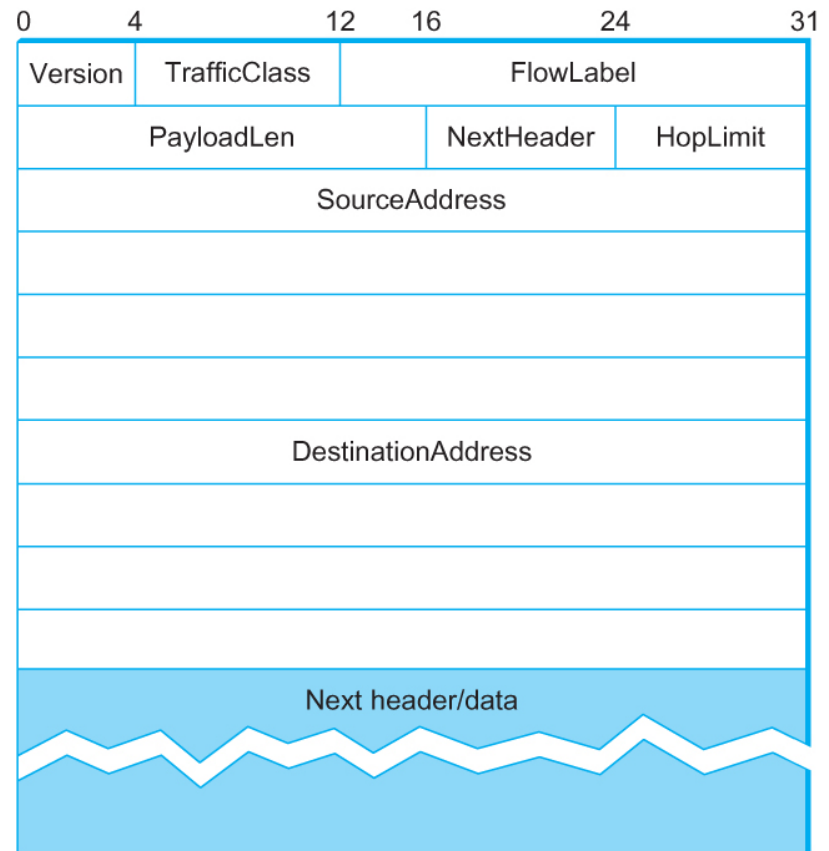 0 4 12 16 24 31
Version TrafficClass FlowLabel
PayloadLen NextHeader HopLimit
SourceAddress
DestinationAddress
Next header/data